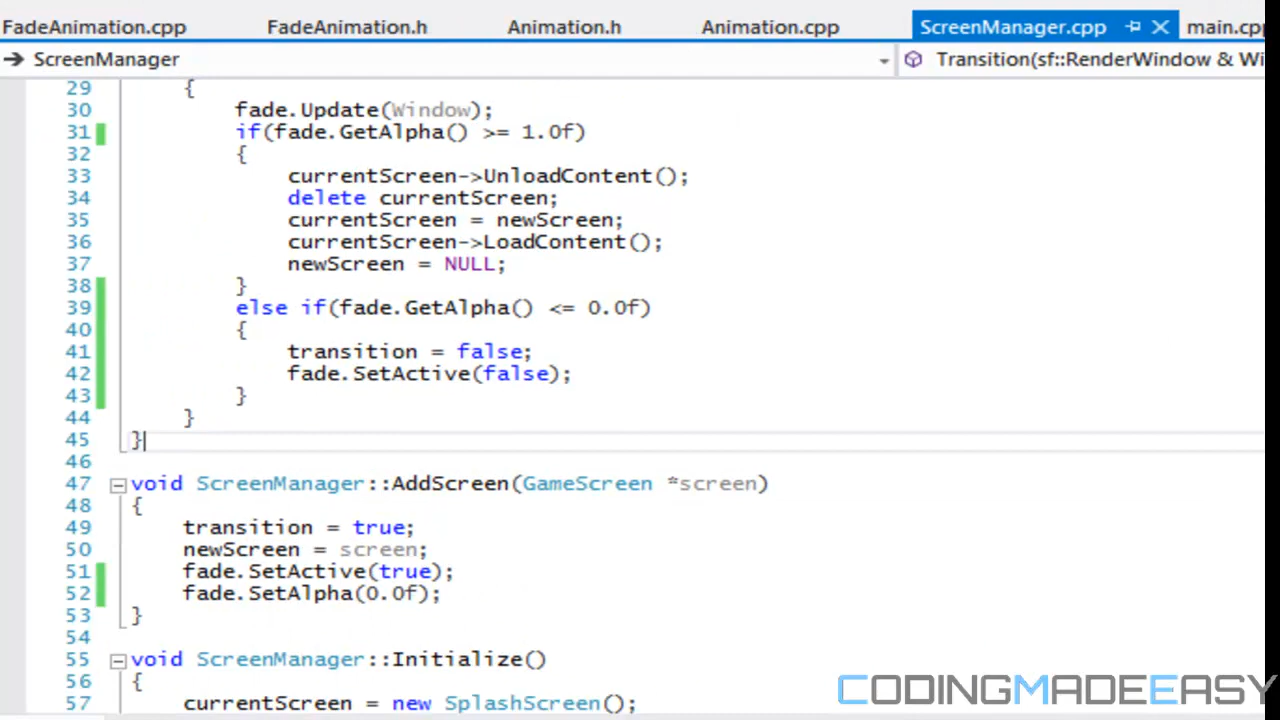 FadeAnimation.cpp FadeAnimation.h Animation.h Animation.cpp ScreenManager.cpp main.cpp
ScreenManager Transition(sf::RenderWindow & Wi
29 {
30 fade.Update(Window);
31 if(fade.GetAlpha() >= 1.0f)
32 {
33 currentScreen->UnloadContent();
34 delete currentScreen;
35 currentScreen = newScreen;
36 currentScreen->LoadContent();
37 newScreen = NULL;
38 }
39 else if(fade.GetAlpha() <= 0.0f)
40 {
41 transition = false;
42 fade.SetActive(false);
43 }
44 }
45 }
46
47 void ScreenManager::AddScreen(GameScreen *screen)
48 {
49 transition = true;
50 newScreen = screen;
51 fade.SetActive(true);
52 fade.SetAlpha(0.0f);
53 }
54
55 void ScreenManager::Initialize()
56 {
57 currentScreen = new SplashScreen();
CODINGMADEEASY